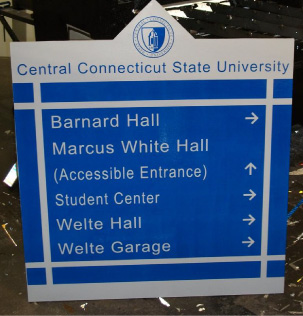 Central Connecticut State University
Barnard Hall →
Marcus White Hall
(Accessible Entrance) ↑
Student Center →
Welte Hall →
Welte Garage →